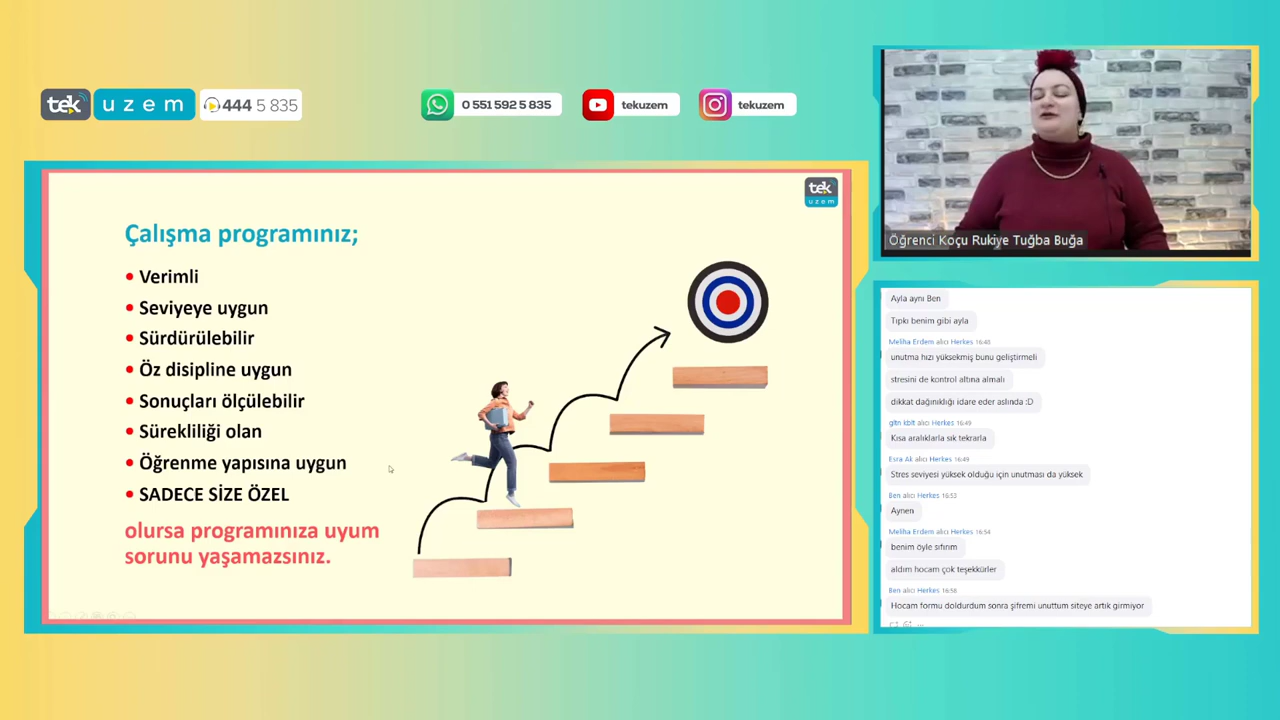 tek uzem 444 5 835
0 551 592 5 835
tekuzem
tekuzem
tek
uzem
Çalışma programınız;
• Verimli
• Seviyeye uygun
• Sürdürülebilir
• Öz disipline uygun
• Sonuçları ölçülebilir
• Sürekliliği olan
• Öğrenme yapısına uygun
• SADECE SİZE ÖZEL
olursa programınıza uyum
sorunu yaşamazsınız.
Öğrenci Koçu Rukiye Tuğba Buğa
Ayla aynı Ben
Tıpkı benim gibi ayla
Meliha Erdem alıcı Herkes 16:48
unutma hızı yüksekmiş bunu geliştirmeli
stresini de kontrol altına almalı
dikkat dağınıklığı idare eder aslında :D
gltn kblt alıcı Herkes 16:49
Kısa aralıklarla sık tekrarla
Esra Ak alıcı Herkes 16:49
Stres seviyesi yüksek olduğu için unutması da yüksek
Ben alıcı Herkes 16:53
Aynen
Meliha Erdem alıcı Herkes 16:54
benim öyle sıfırım
aldım hocam çok teşekkürler
Ben alıcı Herkes 16:58
Hocam formu doldurdum sonra şifremi unuttum siteye artık girmiyor